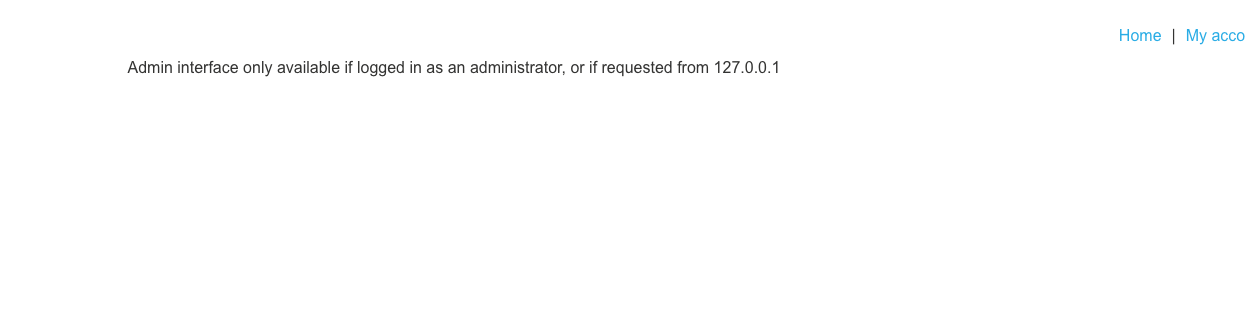 Home | My acco
Admin interface only available if logged in as an administrator, or if requested from 127.0.0.1